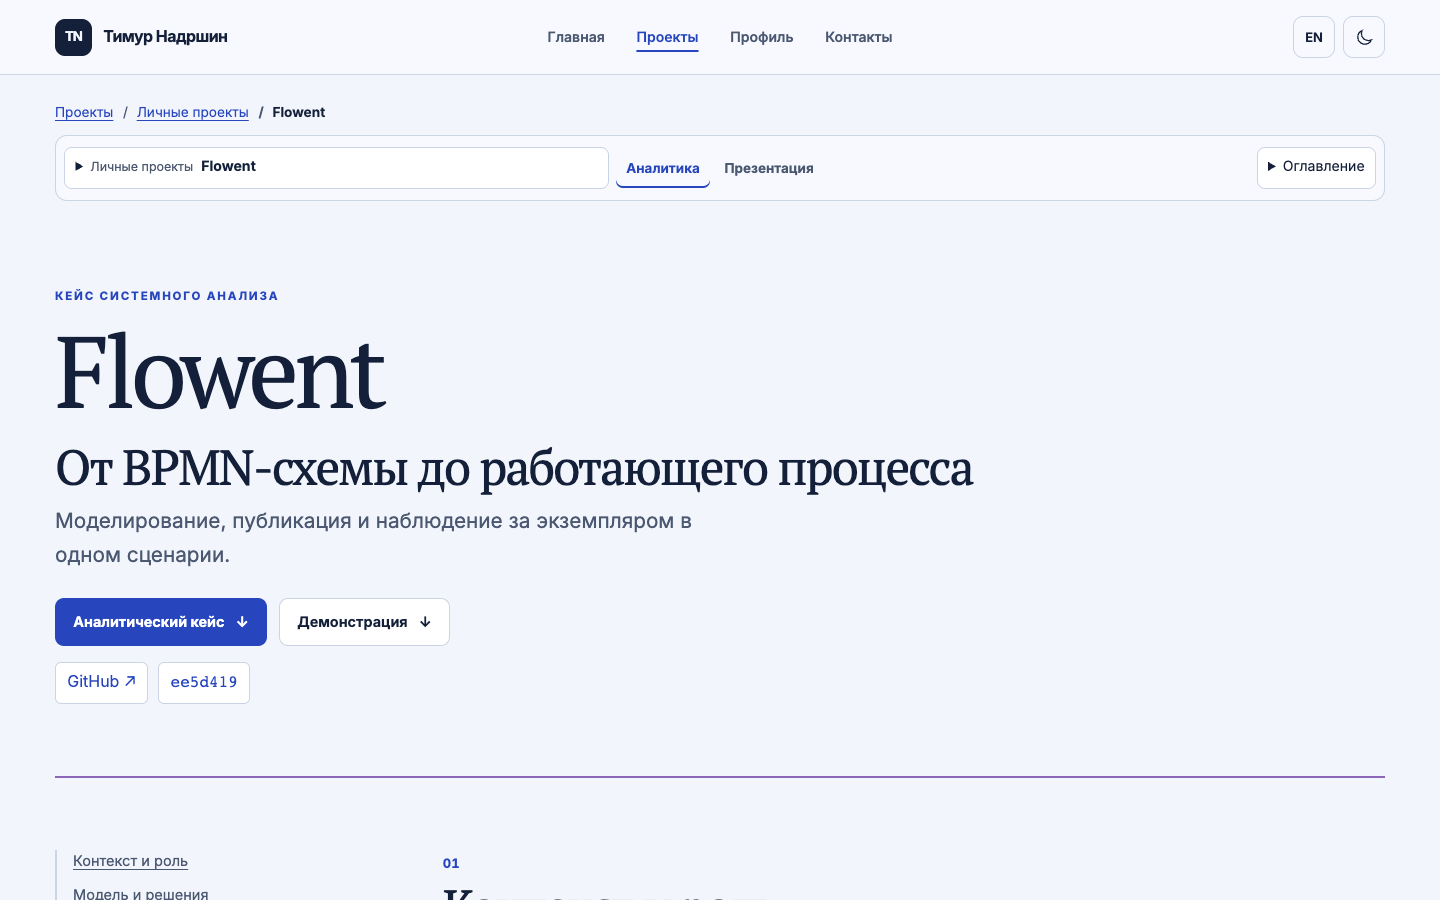 TN Тимур Надршин Главная Проекты Профиль Контакты EN
Проекты / Личные проекты / Flowent
Личные проекты Flowent Аналитика Презентация Оглавление
КЕЙС СИСТЕМНОГО АНАЛИЗА
Flowent
От BPMN-схемы до работающего процесса
Моделирование, публикация и наблюдение за экземпляром в
одном сценарии.
Аналитический кейс ↓ Демонстрация ↓
GitHub ↗ ee5d419
Контекст и роль 01
Модель и решения